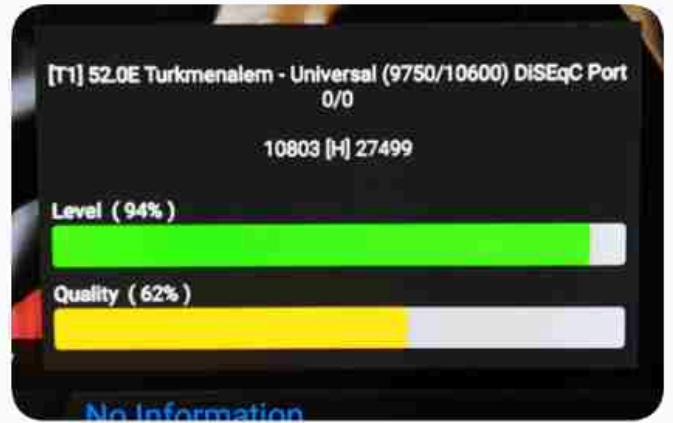 [T1] 52.0E Turkmenalem - Universal (9750/10600) DiSEqC Port
0/0
10803 [H] 27499
Level ( 94% )
Quality ( 62% )
No Information